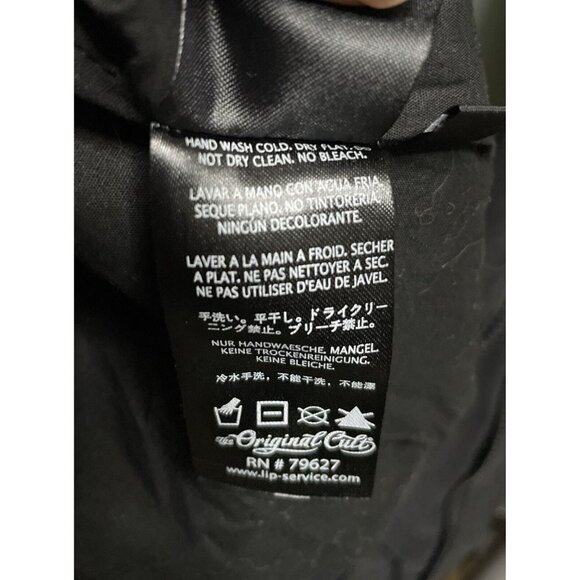 HAND WASH COLD. DRY FLAT. DO
NOT DRY CLEAN. NO BLEACH.
LAVAR A MANO CON AGUA FRIA.
SEQUE PLANO. NO TINTORERIA.
NINGÚN DECOLORANTE.
LAVER A LA MAIN A FROID. SECHER
A PLAT. NE PAS NETTOYER A SEC.
NE PAS UTILISER D'EAU DE JAVEL.
手洗い。平干し。ドライクリー
ニング禁止。ブリーチ禁止。
NUR HANDWAESCHE. MANGEL.
KEINE TROCKENREINIGUNG.
KEINE BLEICHE.
冷水手洗，不能干洗，不能漂
the Original Cult
RN # 79627
www.lip-service.com